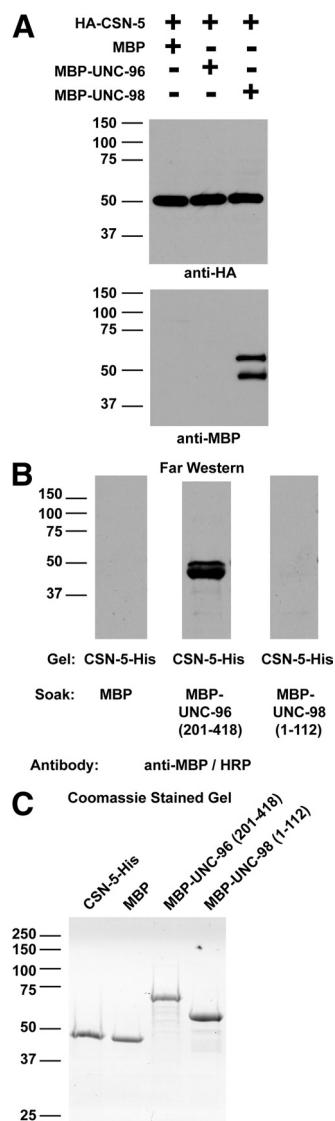 A
HA-CSN-5 + + +
MBP + - -
MBP-UNC-96 - + -
MBP-UNC-98 - - +
150
100
75
50
37
anti-HA
150
100
75
50
37
anti-MBP
B
Far Western
150
100
75
50
37
Gel: CSN-5-His CSN-5-His CSN-5-His
Soak: MBP MBP-UNC-96 (201-418) MBP-UNC-98 (1-112)
Antibody: anti-MBP / HRP
C
Coomassie Stained Gel
CSN-5-His
MBP
MBP-UNC-96 (201-418)
MBP-UNC-98 (1-112)
250
150
100
75
50
37
25